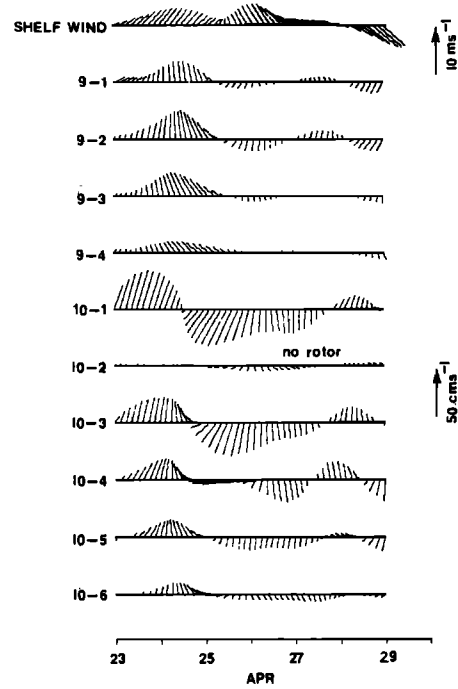 SHELF WIND
10 ms⁻¹
9-1
9-2
9-3
9-4
10-1
no rotor
10-2
50 cms⁻¹
10-3
10-4
10-5
10-6
23 25 27 29
APR